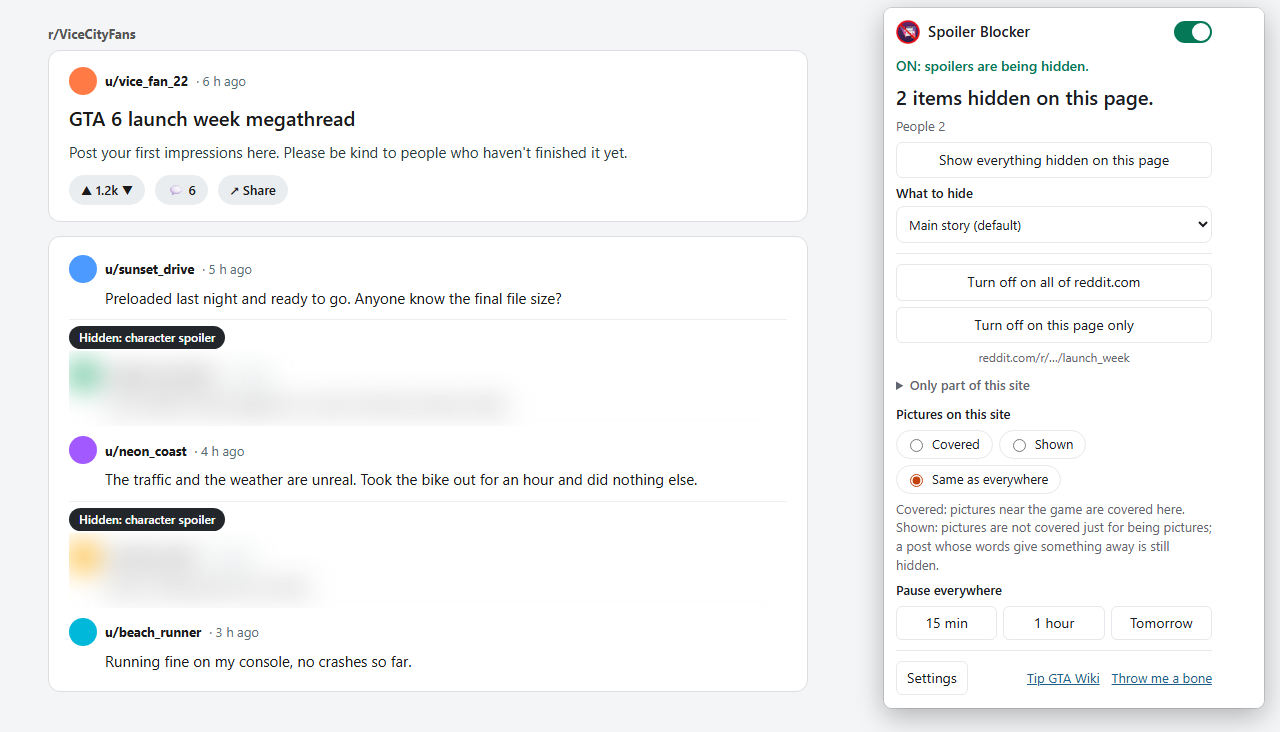 r/ViceCityFans
u/vice_fan_22 · 6 h ago
GTA 6 launch week megathread
Post your first impressions here. Please be kind to people who haven't finished it yet.
▲ 1.2k ▼ 6 ↗ Share
u/sunset_drive · 5 h ago
Preloaded last night and ready to go. Anyone know the final file size?
Hidden: character spoiler
u/neon_coast · 4 h ago
The traffic and the weather are unreal. Took the bike out for an hour and did nothing else.
Hidden: character spoiler
u/beach_runner · 3 h ago
Running fine on my console, no crashes so far.
Spoiler Blocker
ON: spoilers are being hidden.
2 items hidden on this page.
People 2
Show everything hidden on this page
What to hide
Main story (default)
Turn off on all of reddit.com
Turn off on this page only
reddit.com/r/.../launch_week
▶ Only part of this site
Pictures on this site
Covered Shown
Same as everywhere
Covered: pictures near the game are covered here.
Shown: pictures are not covered just for being pictures;
a post whose words give something away is still
hidden.
Pause everywhere
15 min 1 hour Tomorrow
Settings Tip GTA Wiki Throw me a bone